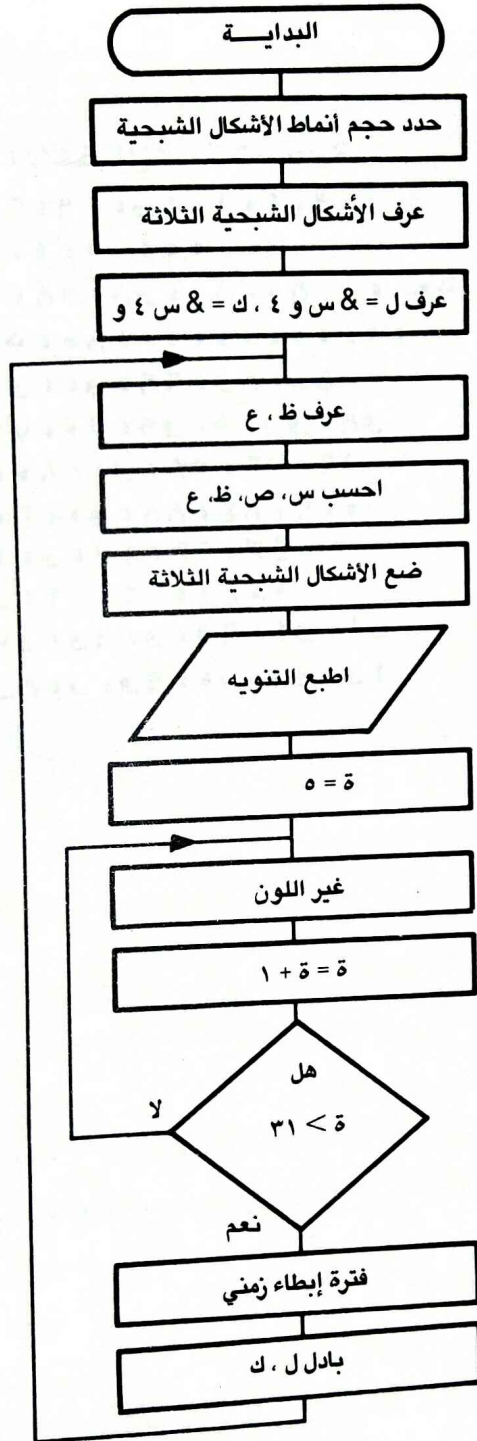 البدايـــة
حدد حجم أنماط الأشكال الشبحية
عرف الأشكال الشبحية الثلاثة
عرف ل = & س و ٤ ، ك = & س ٤ و
عرف ظ ، ع
احسب س، ص، ظ، ع
ضع الأشكال الشبحية الثلاثة
اطبع التنويه
ة = ٥
غير اللون
ة = ة + ١
هل
ة > ٣١
لا
نعم
فترة إبطاء زمني
بادل ل ، ك